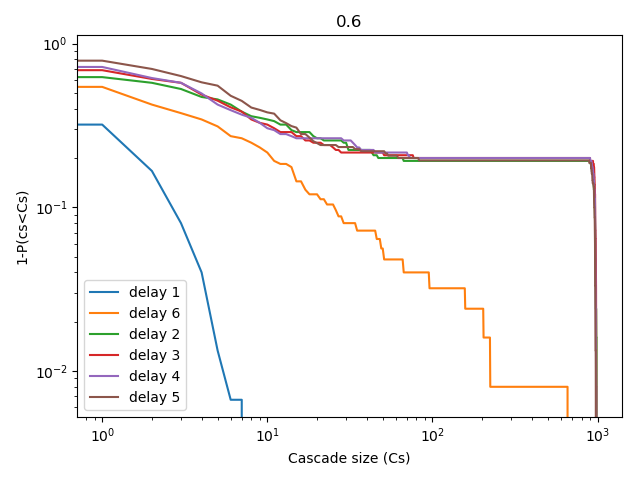 0.6
1-P(cs<Cs)
10⁰
10⁻¹
10⁻²
delay 1
delay 6
delay 2
delay 3
delay 4
delay 5
10⁰
10¹
10²
10³
Cascade size (Cs)